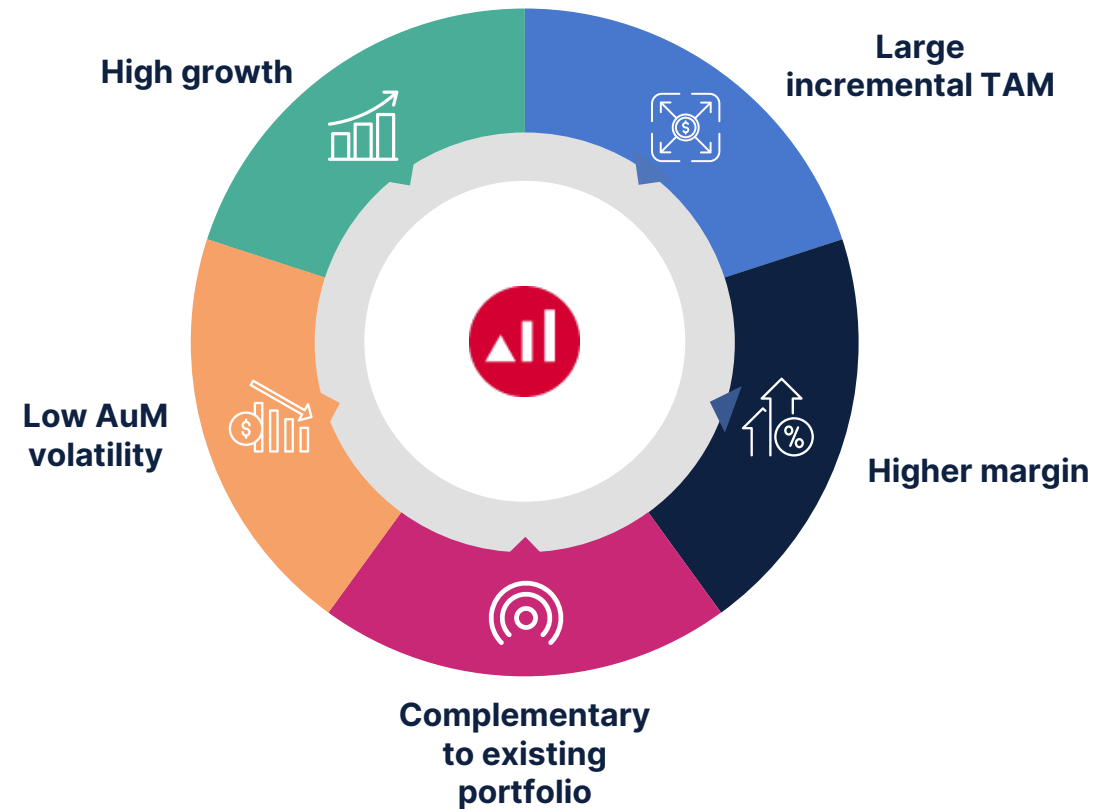 High growth
Large
incremental TAM
Low AuM
volatility
Higher margin
Complementary
to existing
portfolio
$
$
%